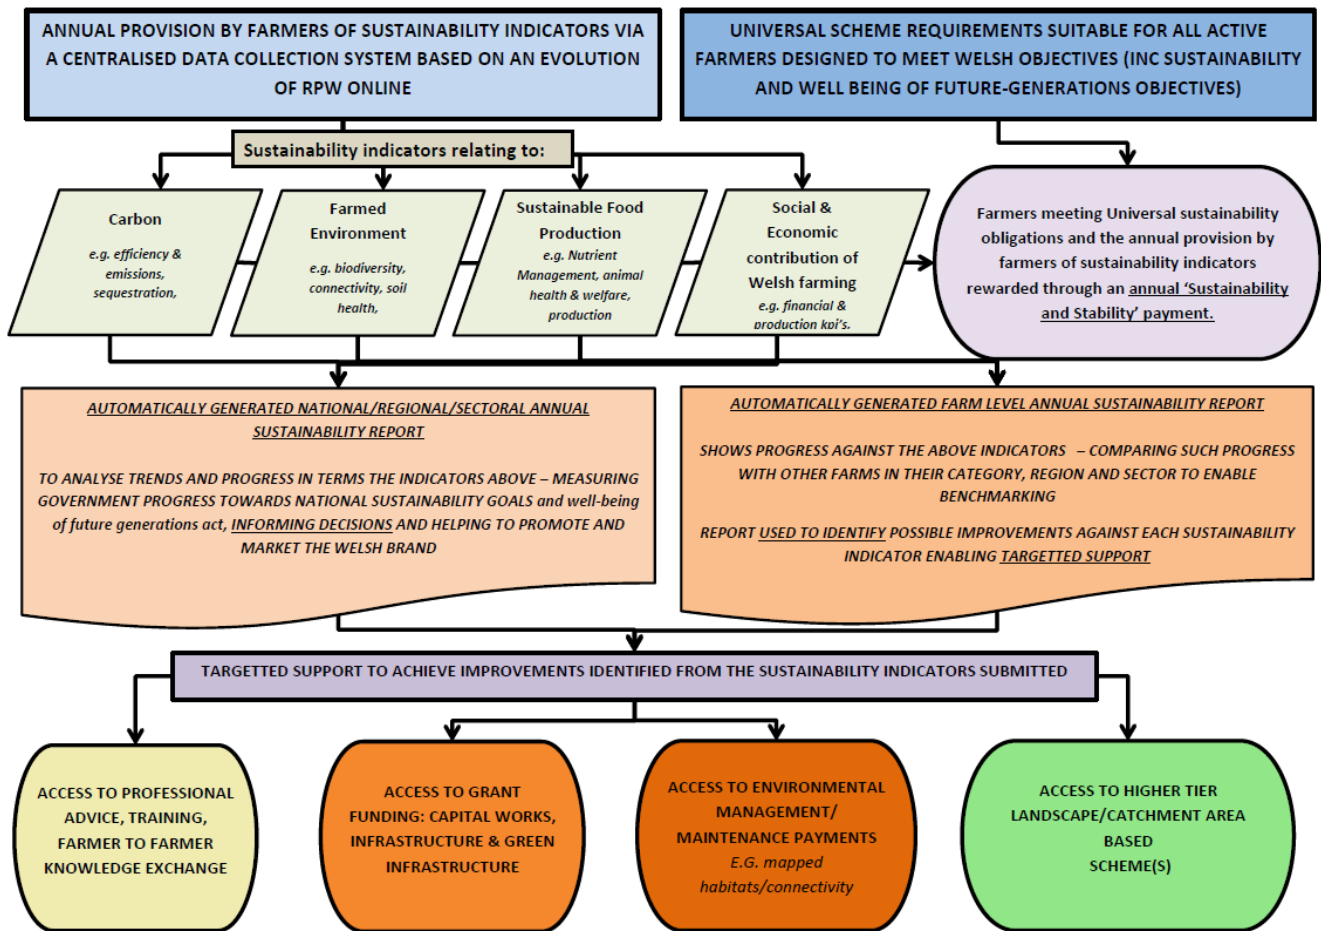 ANNUAL PROVISION BY FARMERS OF SUSTAINABILITY INDICATORS VIA
A CENTRALISED DATA COLLECTION SYSTEM BASED ON AN EVOLUTION
OF RPW ONLINE
UNIVERSAL SCHEME REQUIREMENTS SUITABLE FOR ALL ACTIVE
FARMERS DESIGNED TO MEET WELSH OBJECTIVES (INC SUSTAINABILITY
AND WELL BEING OF FUTURE-GENERATIONS OBJECTIVES)
Sustainability indicators relating to:
Carbon
e.g. efficiency &
emissions,
sequestration,
Farmed
Environment
e.g. biodiversity,
connectivity, soil
health,
Sustainable Food
Production
e.g. Nutrient
Management, animal
health & welfare,
production
Social &
Economic
contribution of
Welsh farming
e.g. financial &
production kpi's.
Farmers meeting Universal sustainability
obligations and the annual provision by
farmers of sustainability indicators
rewarded through an annual ‘Sustainability
and Stability’ payment.
AUTOMATICALLY GENERATED NATIONAL/REGIONAL/SECTORAL ANNUAL
SUSTAINABILITY REPORT
TO ANALYSE TRENDS AND PROGRESS IN TERMS THE INDICATORS ABOVE – MEASURING
GOVERNMENT PROGRESS TOWARDS NATIONAL SUSTAINABILITY GOALS and well-being
of future generations act, INFORMING DECISIONS AND HELPING TO PROMOTE AND
MARKET THE WELSH BRAND
AUTOMATICALLY GENERATED FARM LEVEL ANNUAL SUSTAINABILITY REPORT
SHOWS PROGRESS AGAINST THE ABOVE INDICATORS – COMPARING SUCH PROGRESS
WITH OTHER FARMS IN THEIR CATEGORY, REGION AND SECTOR TO ENABLE
BENCHMARKING
REPORT USED TO IDENTIFY POSSIBLE IMPROVEMENTS AGAINST EACH SUSTAINABILITY
INDICATOR ENABLING TARGETTED SUPPORT
TARGETTED SUPPORT TO ACHIEVE IMPROVEMENTS IDENTIFIED FROM THE SUSTAINABILITY INDICATORS SUBMITTED
ACCESS TO PROFESSIONAL
ADVICE, TRAINING,
FARMER TO FARMER
KNOWLEDGE EXCHANGE
ACCESS TO GRANT
FUNDING: CAPITAL WORKS,
INFRASTRUCTURE & GREEN
INFRASTRUCTURE
ACCESS TO ENVIRONMENTAL
MANAGEMENT/
MAINTENANCE PAYMENTS
E.G. mapped
habitats/connectivity
ACCESS TO HIGHER TIER
LANDSCAPE/CATCHMENT AREA
BASED
SCHEME(S)